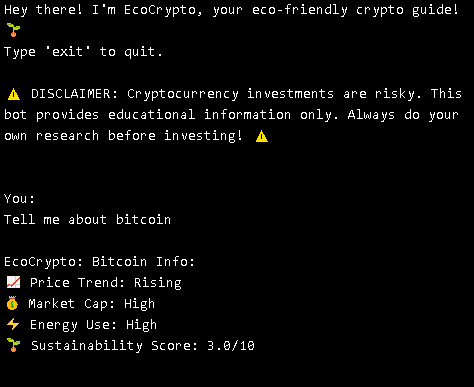 Hey there! I'm EcoCrypto, your eco-friendly crypto guide!
🌱
Type 'exit' to quit.
⚠️ DISCLAIMER: Cryptocurrency investments are risky. This
bot provides educational information only. Always do your
own research before investing! ⚠️
You:
Tell me about bitcoin
EcoCrypto: Bitcoin Info:
📈 Price Trend: Rising
💰 Market Cap: High
⚡ Energy Use: High
🌱 Sustainability Score: 3.0/10